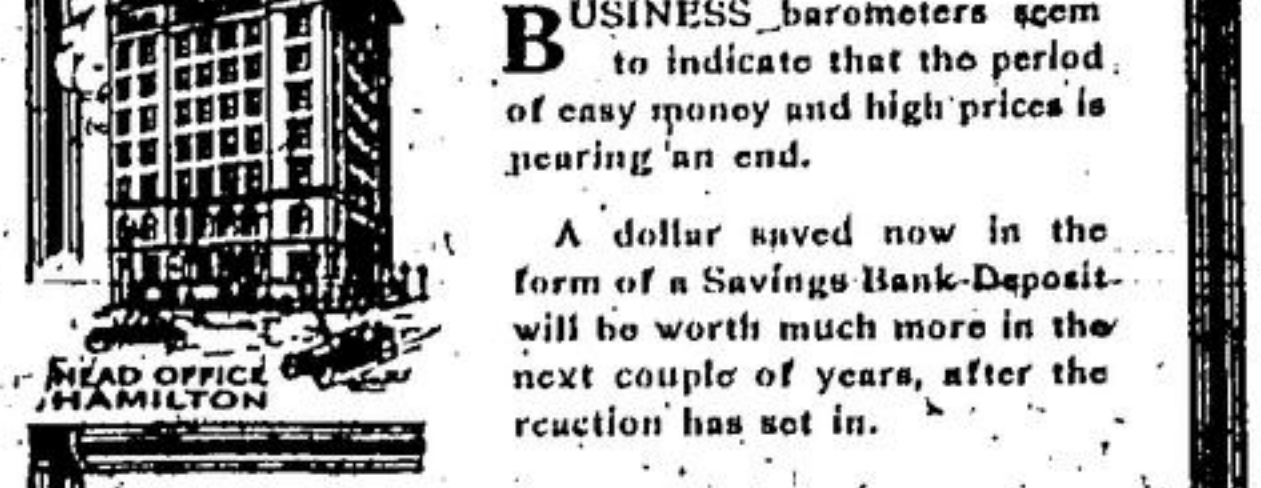 BUSINESS barometers seem
to indicate that the period
of easy money and high prices is
nearing an end.
A dollar saved now in the
form of a Savings Bank Deposit
will be worth much more in the
next couple of years, after the
reaction has set in.
HEAD OFFICE
HAMILTON